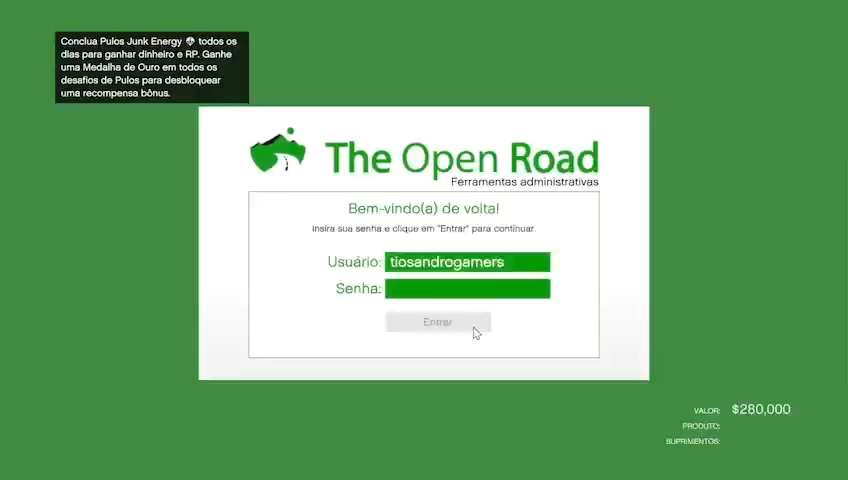 Conclua Pulos Junk Energy todos os
dias para ganhar dinheiro e RP. Ganhe
uma Medalha de Ouro em todos os
desafios de Pulos para desbloquear
uma recompensa bônus.
The Open Road
Ferramentas administrativas
Bem-vindo(a) de volta!
Insira sua senha e clique em "Entrar" para continuar.
Usuário: tiosandrogamers
Senha:
Entrar
VALOR: $280,000
PRODUTO:
SUPRIMENTOS: